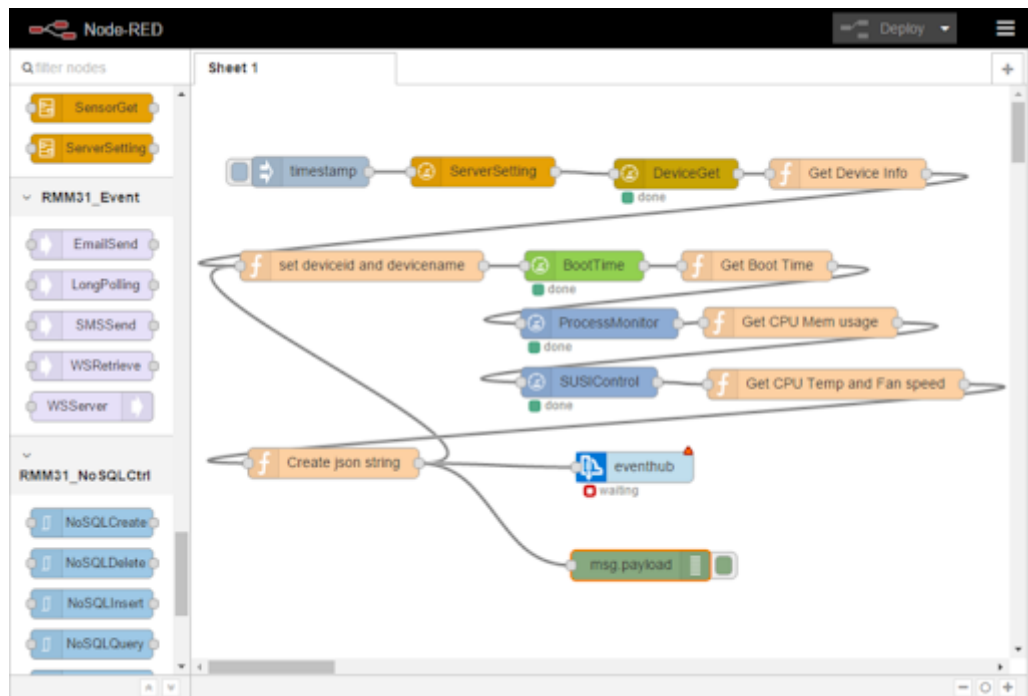 Node-RED
Deploy
filter nodes
Sheet 1
SensorGet
ServerSetting
RMM31_Event
EmailSend
LongPolling
SMSSend
WSRetrieve
WSServer
RMM31_NoSQLCtrl
NoSQLCreate
NoSQLDelete
NoSQLInsert
NoSQLQuery
timestamp
ServerSetting
DeviceGet
Get Device Info
done
set deviceid and devicename
BootTime
Get Boot Time
done
ProcessMonitor
Get CPU Mem usage
done
SUSIControl
Get CPU Temp and Fan speed
done
Create json string
eventhub
waiting
msg.payload